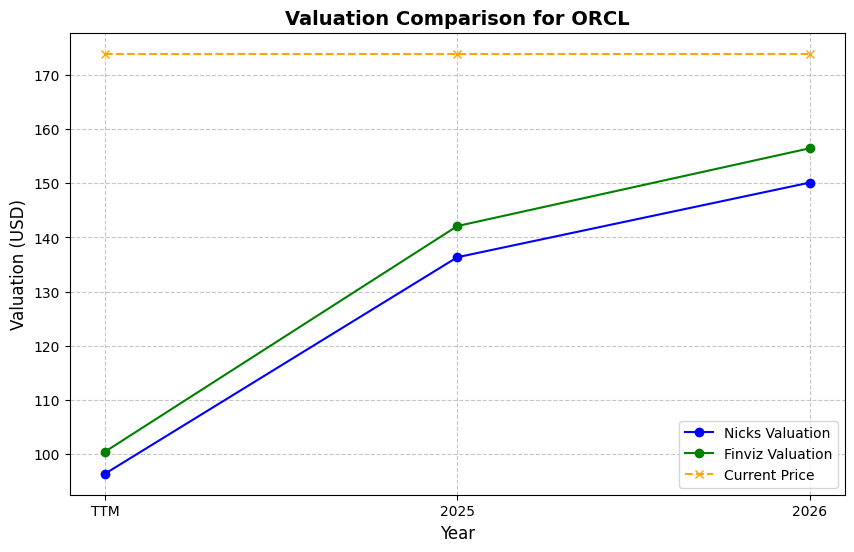 Valuation Comparison for ORCL
Valuation (USD)
170
160
150
140
130
120
110
100
TTM
2025
2026
Year
Nicks Valuation
Finviz Valuation
Current Price